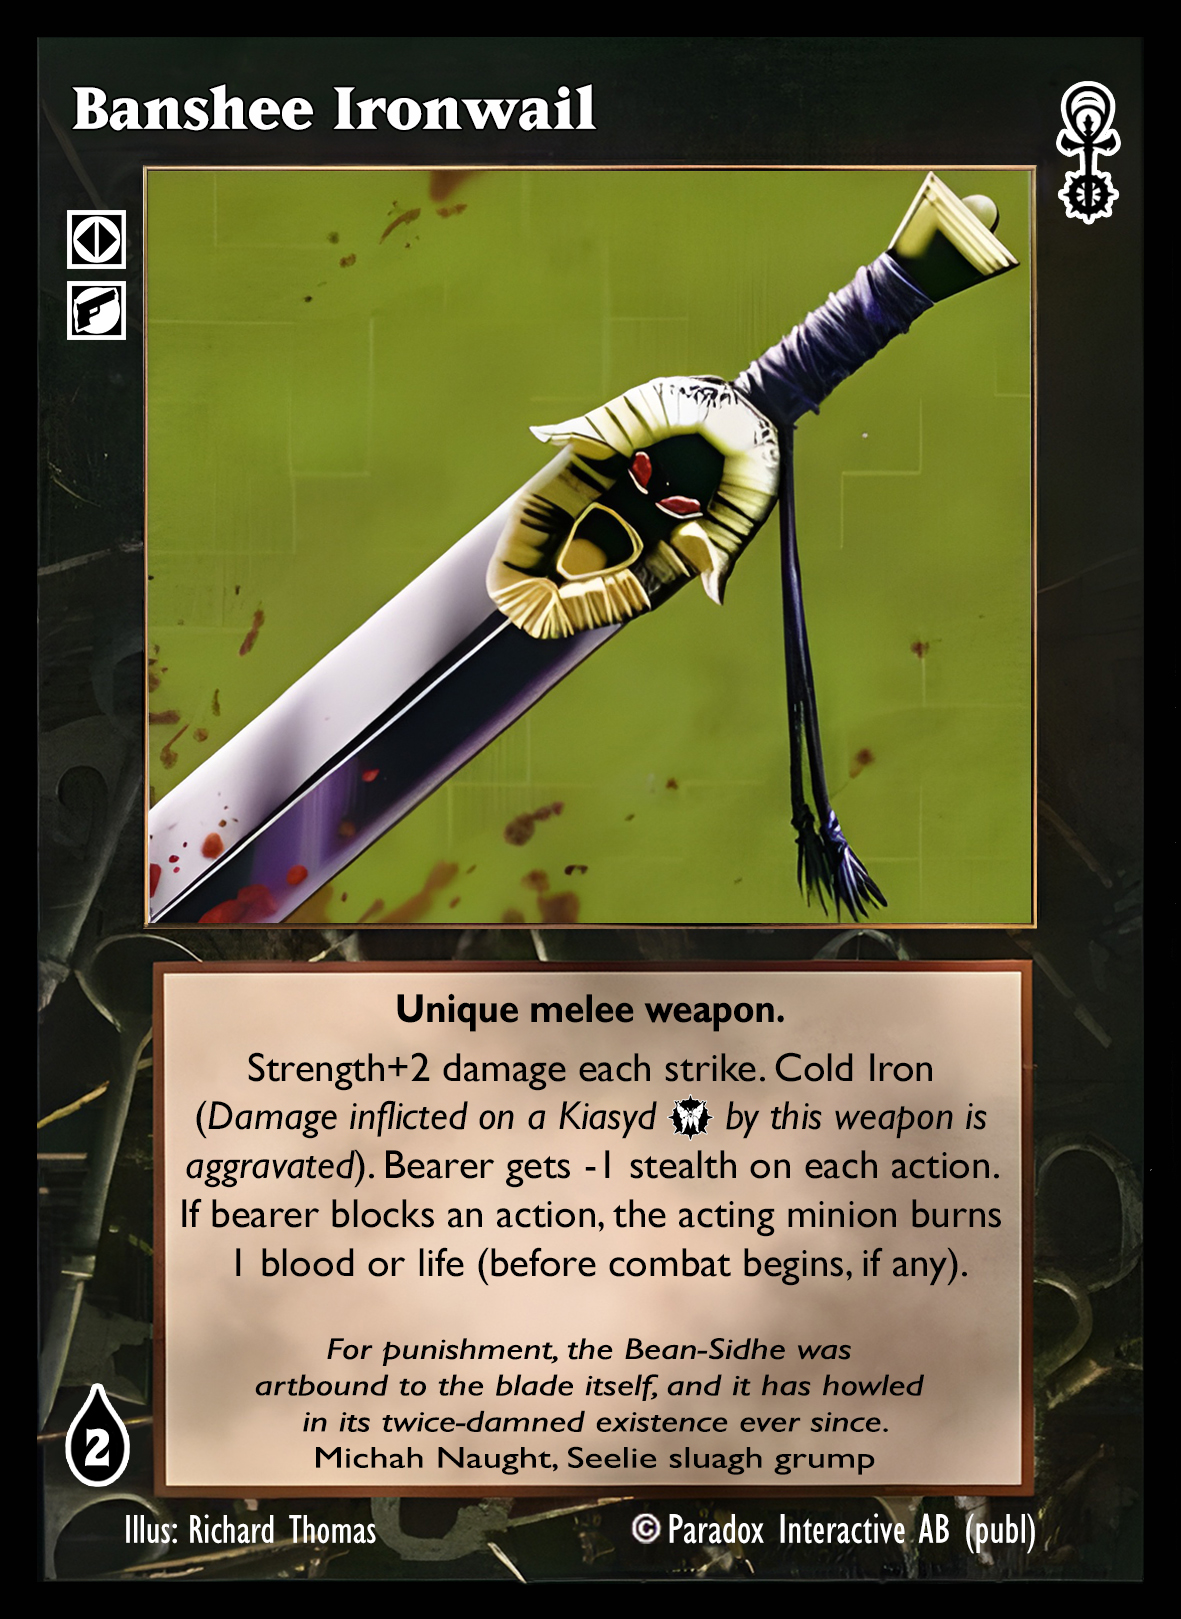 Banshee Ironwail
Unique melee weapon.
Strength+2 damage each strike. Cold Iron
(Damage inflicted on a Kiasyd by this weapon is
aggravated). Bearer gets -1 stealth on each action.
If bearer blocks an action, the acting minion burns
1 blood or life (before combat begins, if any).
For punishment, the Bean-Sidhe was
artbound to the blade itself, and it has howled
in its twice-damned existence ever since.
Michah Naught, Seelie sluagh grump
2
Illus: Richard Thomas © Paradox Interactive AB (publ)